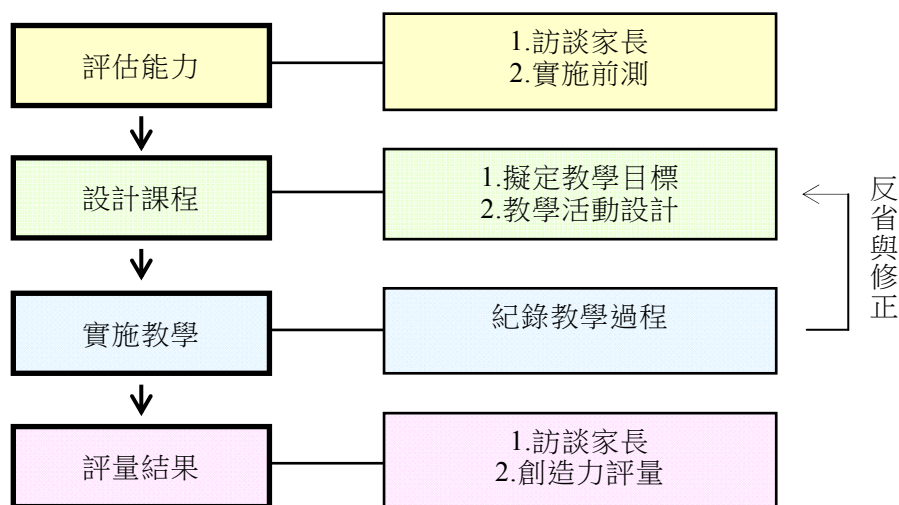 評估能力
1.訪談家長
2.實施前測
設計課程
1.擬定教學目標
2.教學活動設計
反省與修正
實施教學
紀錄教學過程
評量結果
1.訪談家長
2.創造力評量